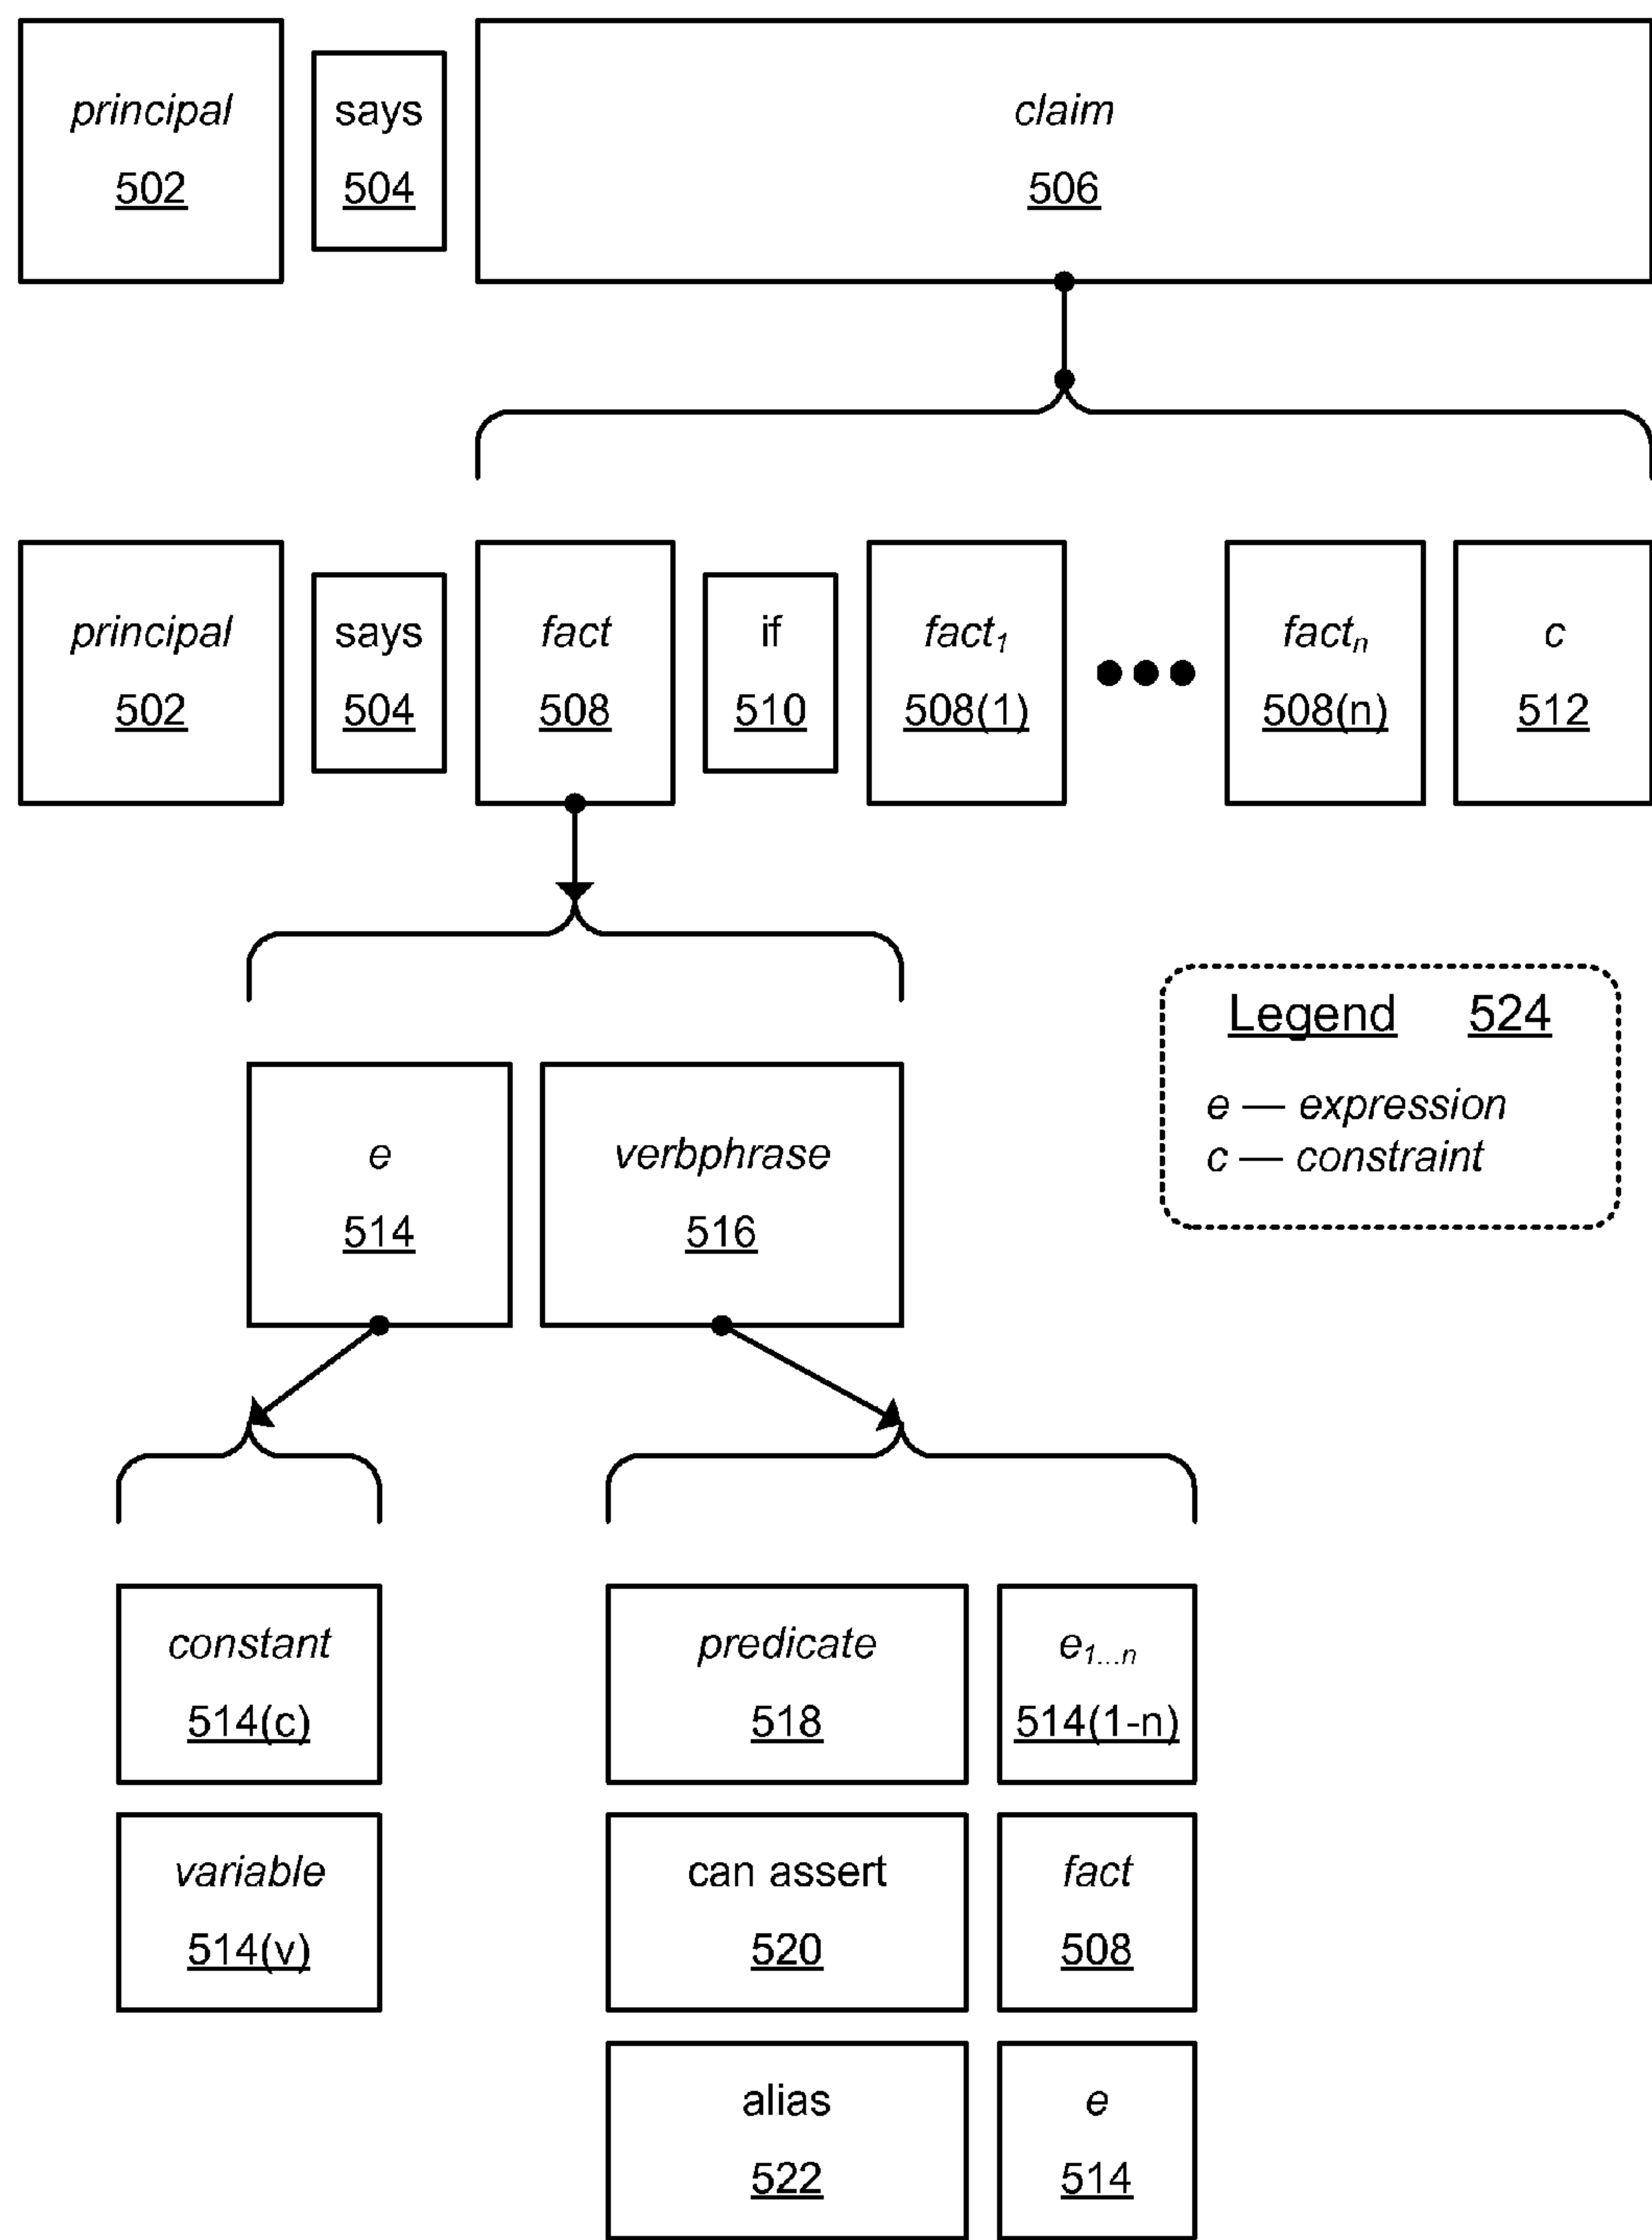 principal says claim
502 504 506
principal says fact if fact1 ●●● factn c
502 504 508 510 508(1) 508(n) 512
Legend 524
e — expression
c — constraint
e verbphrase
514 516
constant predicate e1...n
514(c) 518 514(1-n)
variable can assert fact
514(v) 520 508
alias e
522 514